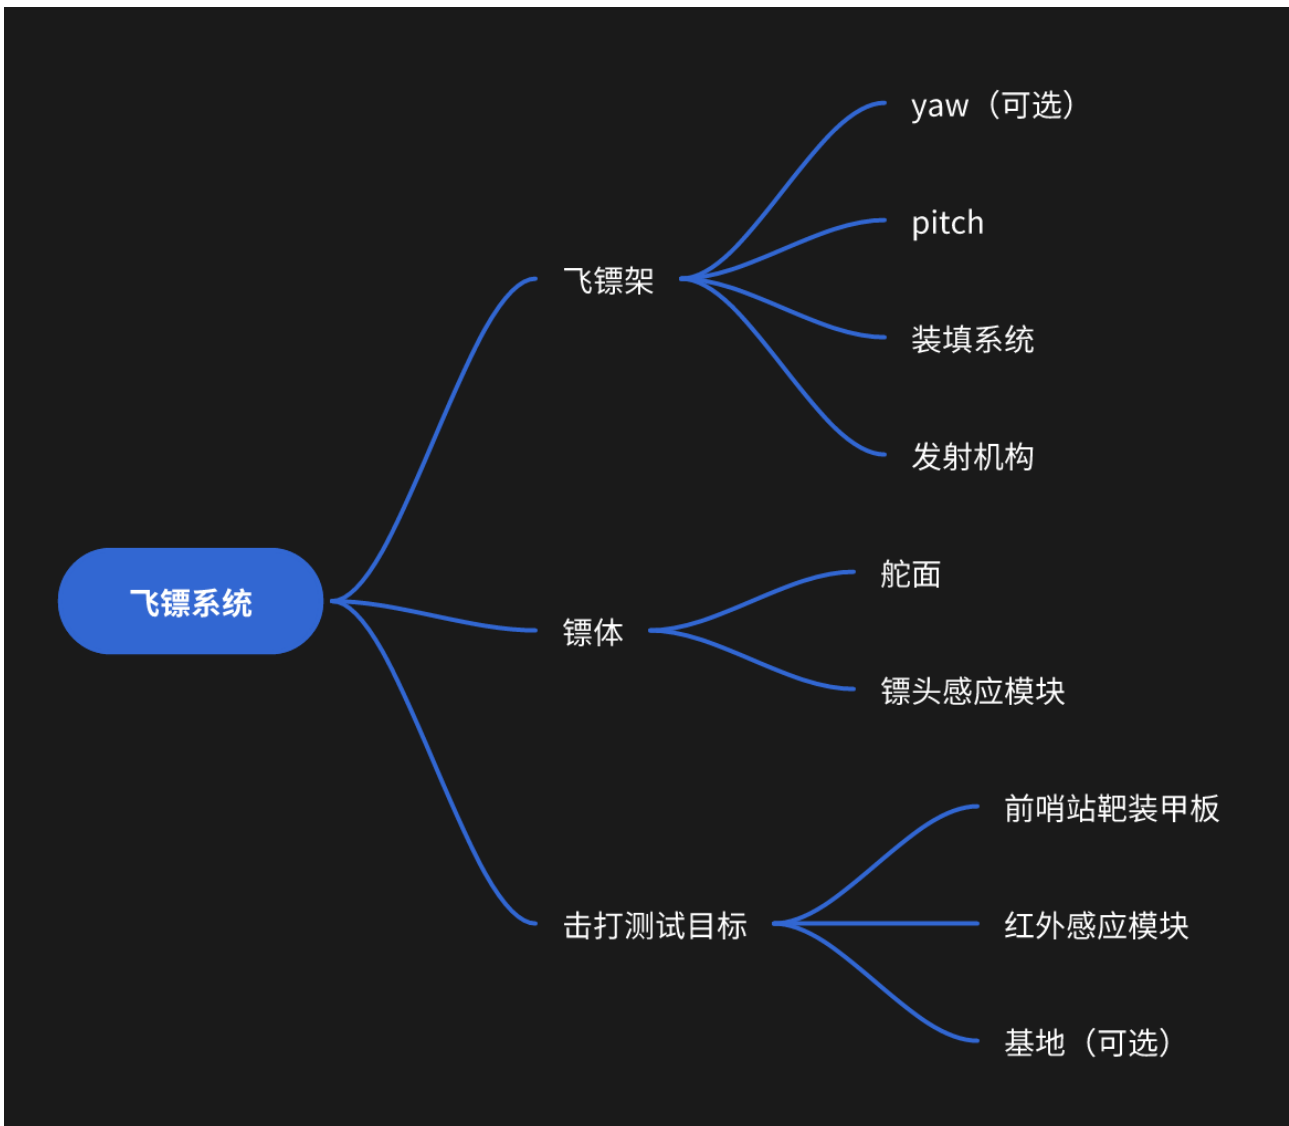 yaw（可选）
pitch
飞镖架
装填系统
发射机构
舵面
飞镖系统
镖体
镖头感应模块
前哨站靶装甲板
击打测试目标
红外感应模块
基地（可选）